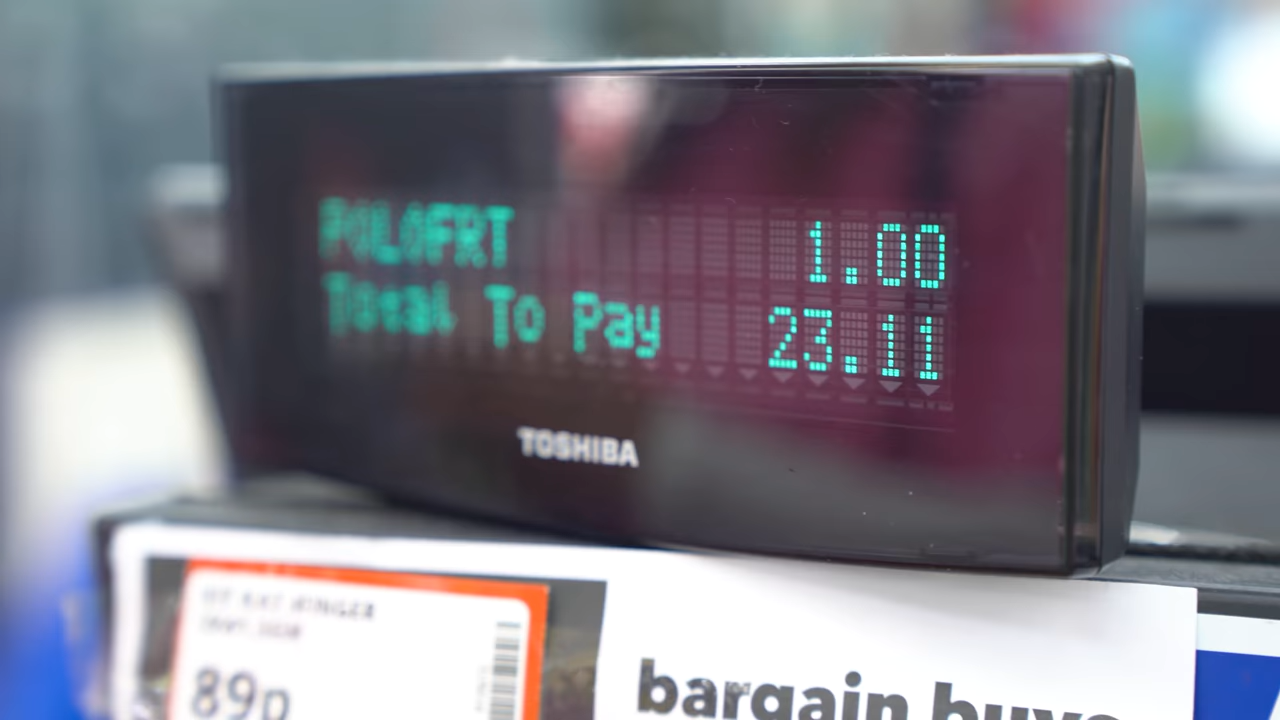 POLOFRT 1.00
Total To Pay 23.11
TOSHIBA
89p
bargain buys